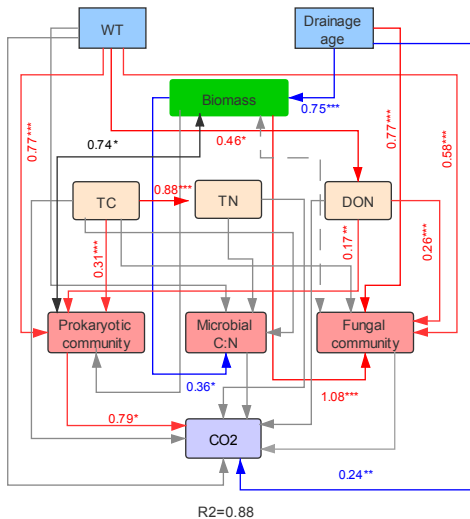 WT
Drainage
age
Biomass
0.75***
0.77***
0.74*
0.46*
0.77***
0.58***
TC
0.88***
TN
DON
0.31***
0.17**
0.26***
Prokaryotic
community
Microbial
C:N
Fungal
community
0.36*
1.08***
0.79*
CO2
0.24**
R2=0.88